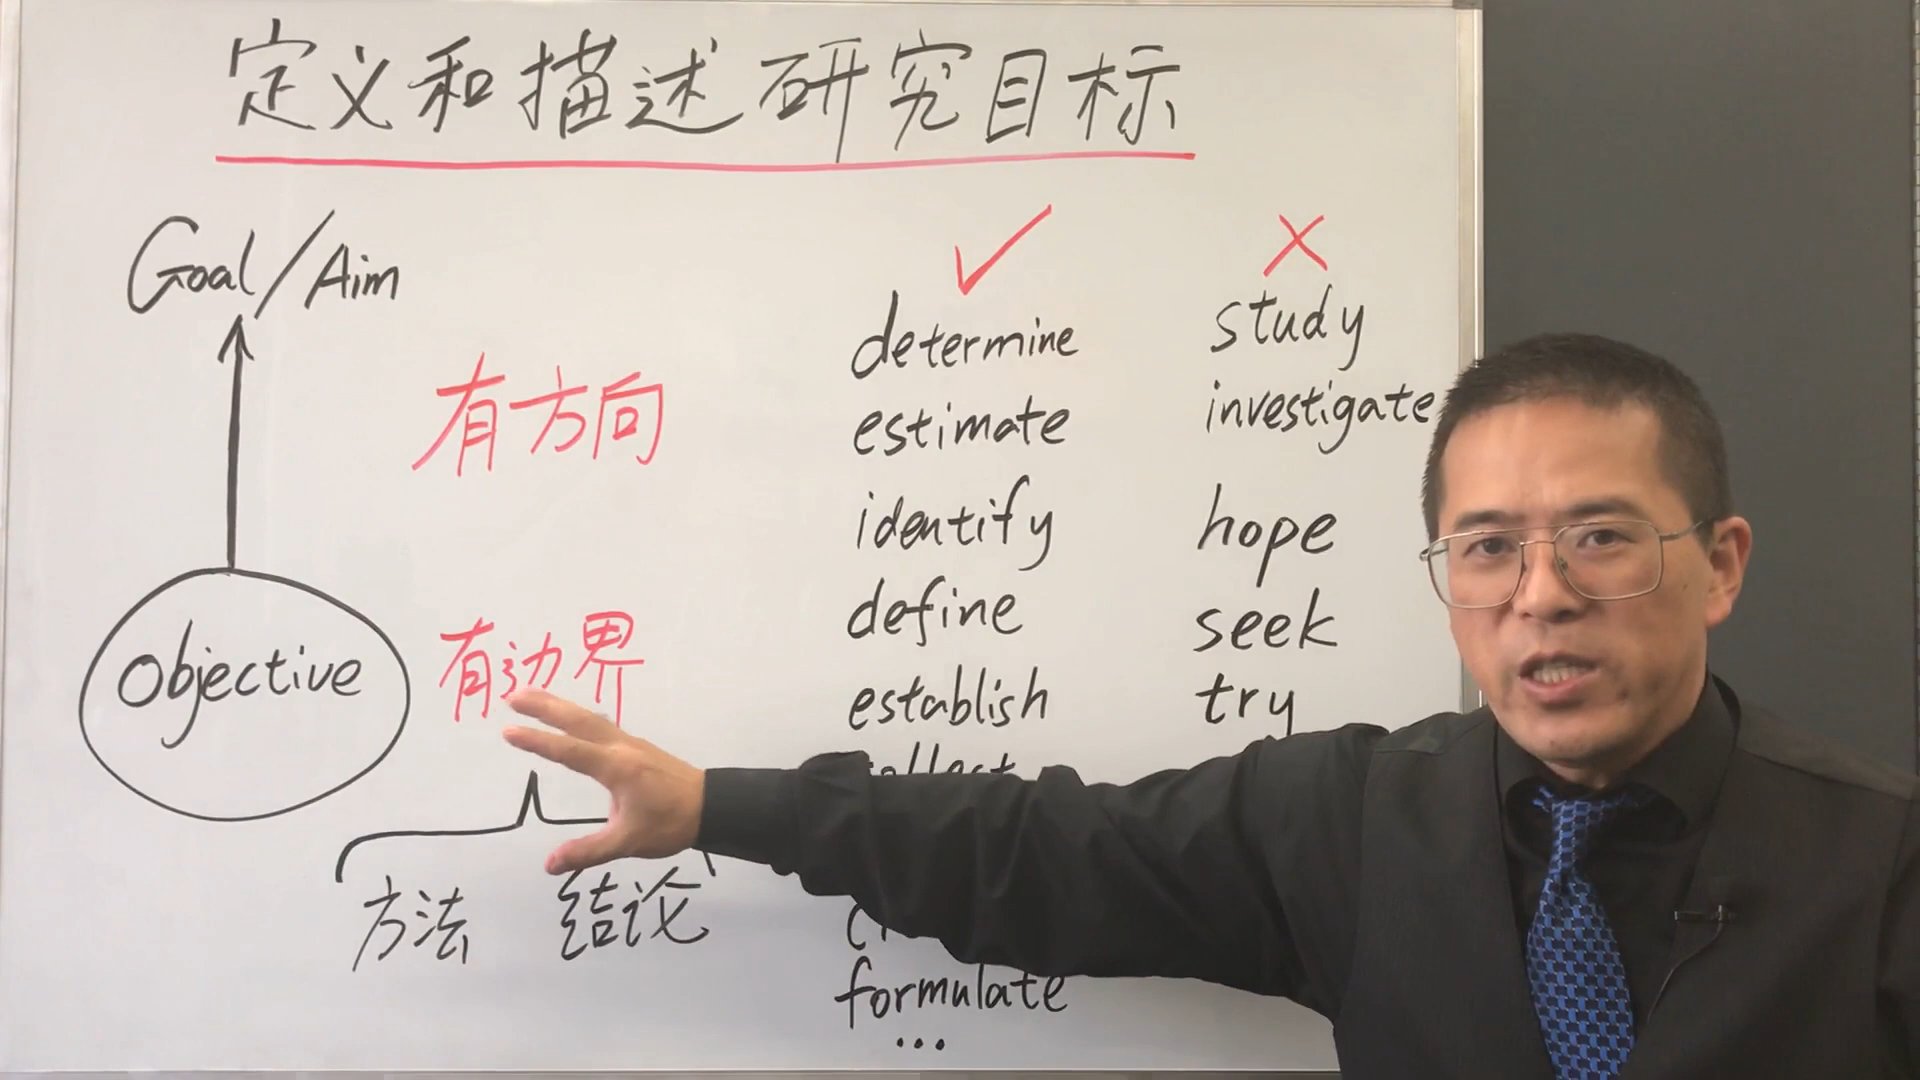 定义和描述研究目标
Goal/Aim
有方向
objective
有边界
方法 结论
✓
determine
estimate
identify
define
establish
collect
formulate
...
×
study
investigate
hope
seek
try